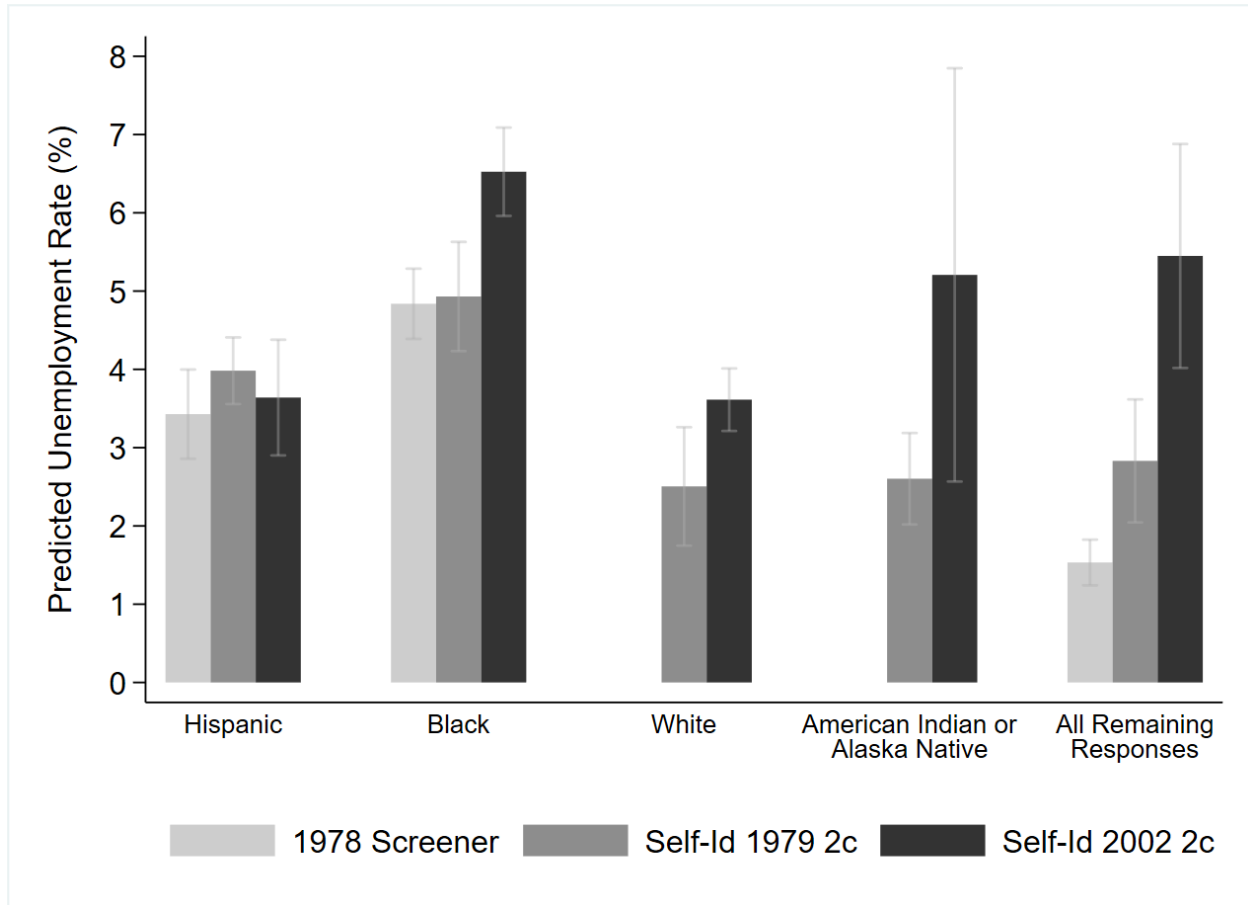 Predicted Unemployment Rate (%)
8
7
6
5
4
3
2
1
0
Hispanic
Black
White
American Indian or
Alaska Native
All Remaining
Responses
1978 Screener
Self-Id 1979 2c
Self-Id 2002 2c